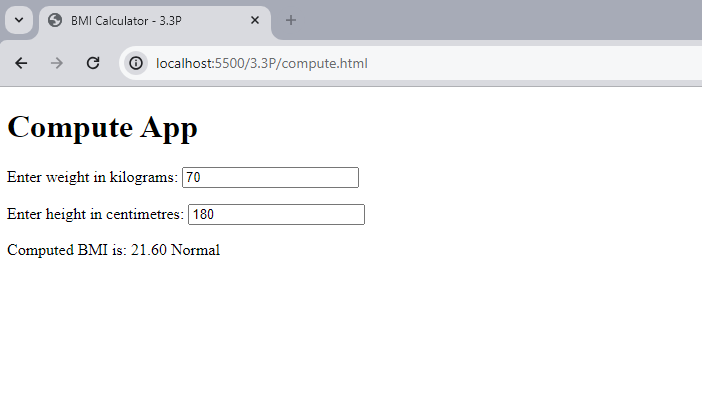 BMI Calculator - 3.3P
localhost:5500/3.3P/compute.html
Compute App
Enter weight in kilograms: 70
Enter height in centimetres: 180
Computed BMI is: 21.60 Normal